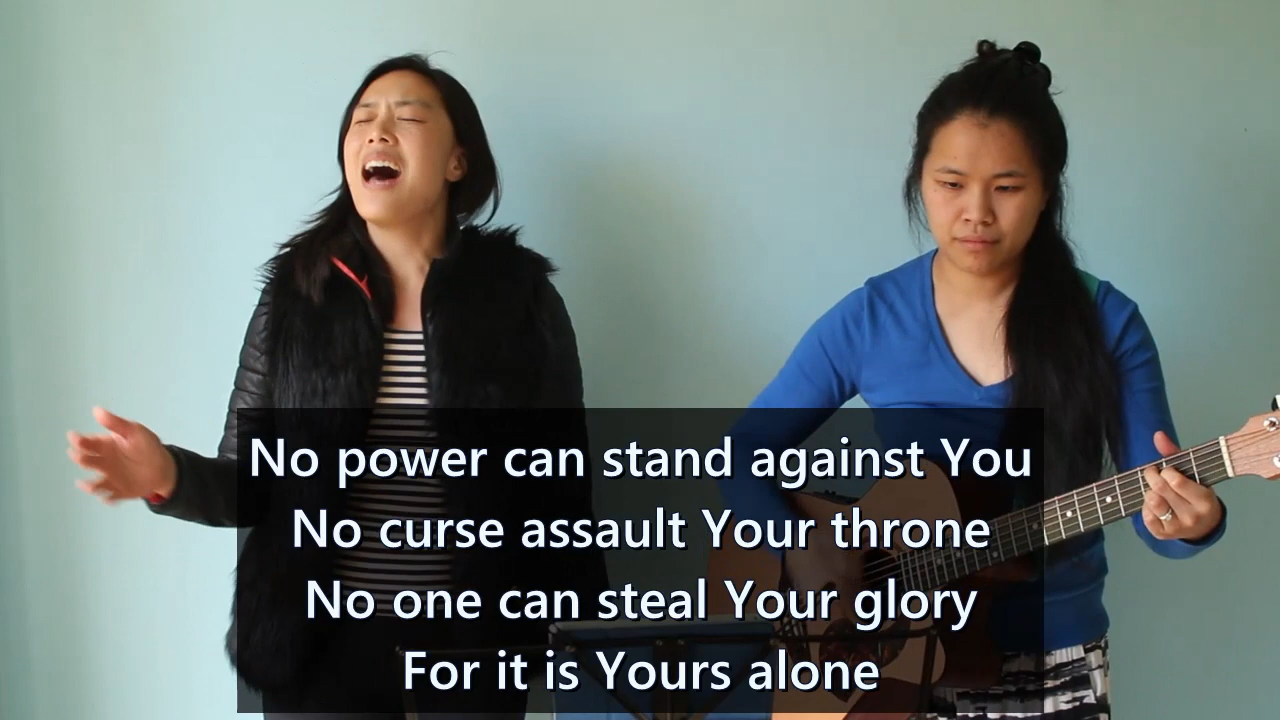 No power can stand against You
No curse assault Your throne
No one can steal Your glory
For it is Yours alone